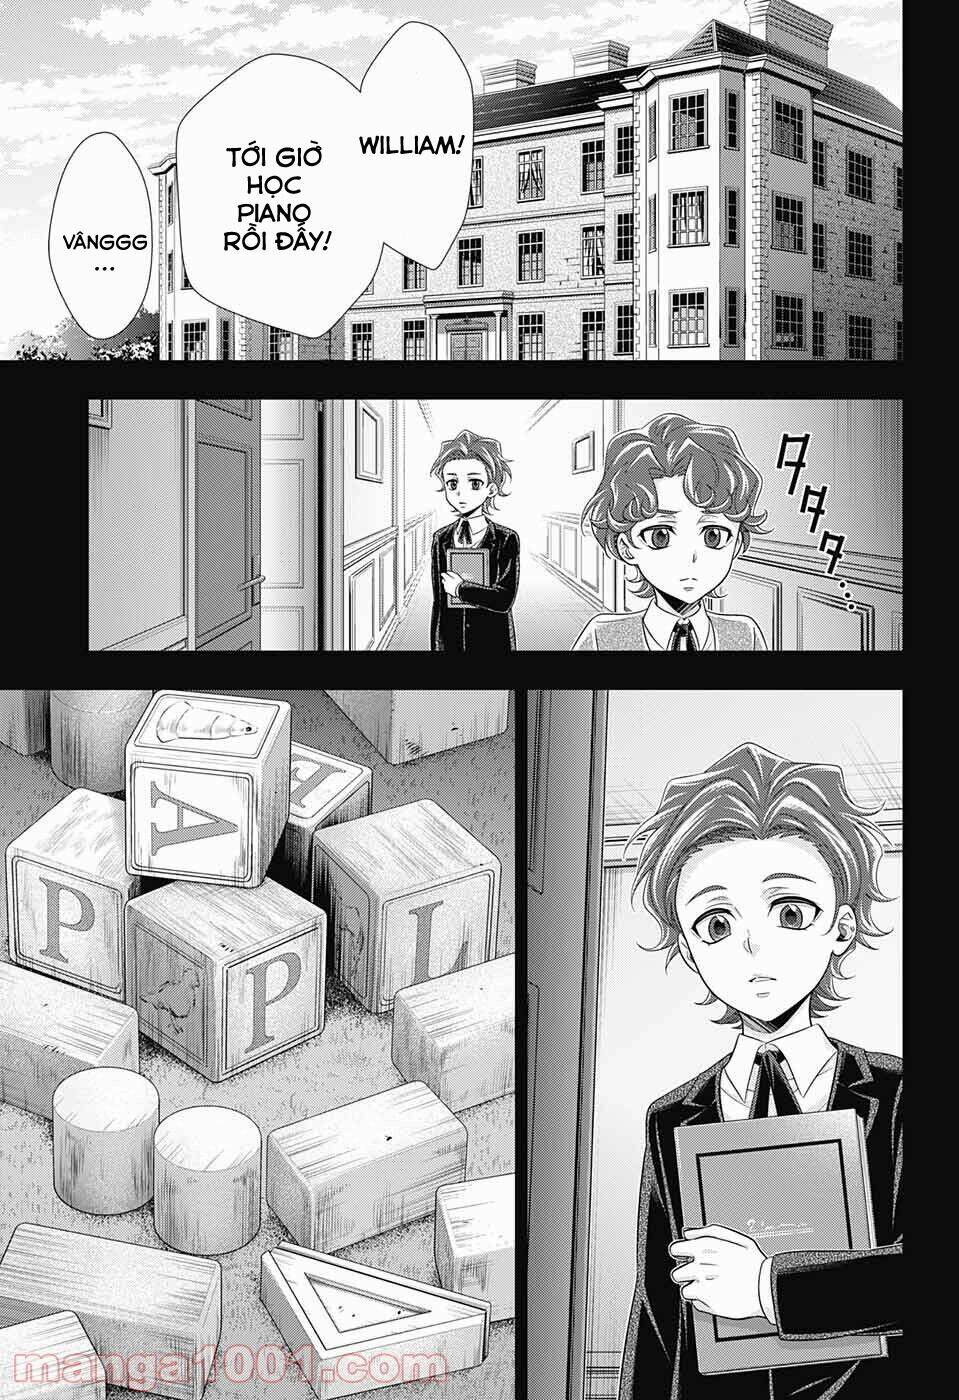 WILLIAM!
TỚI GIỜ
HỌC
PIANO
RỒI ĐẤY!
VÂNGGG
...
タタタ...
A
E
P
P
L
manga1001.com